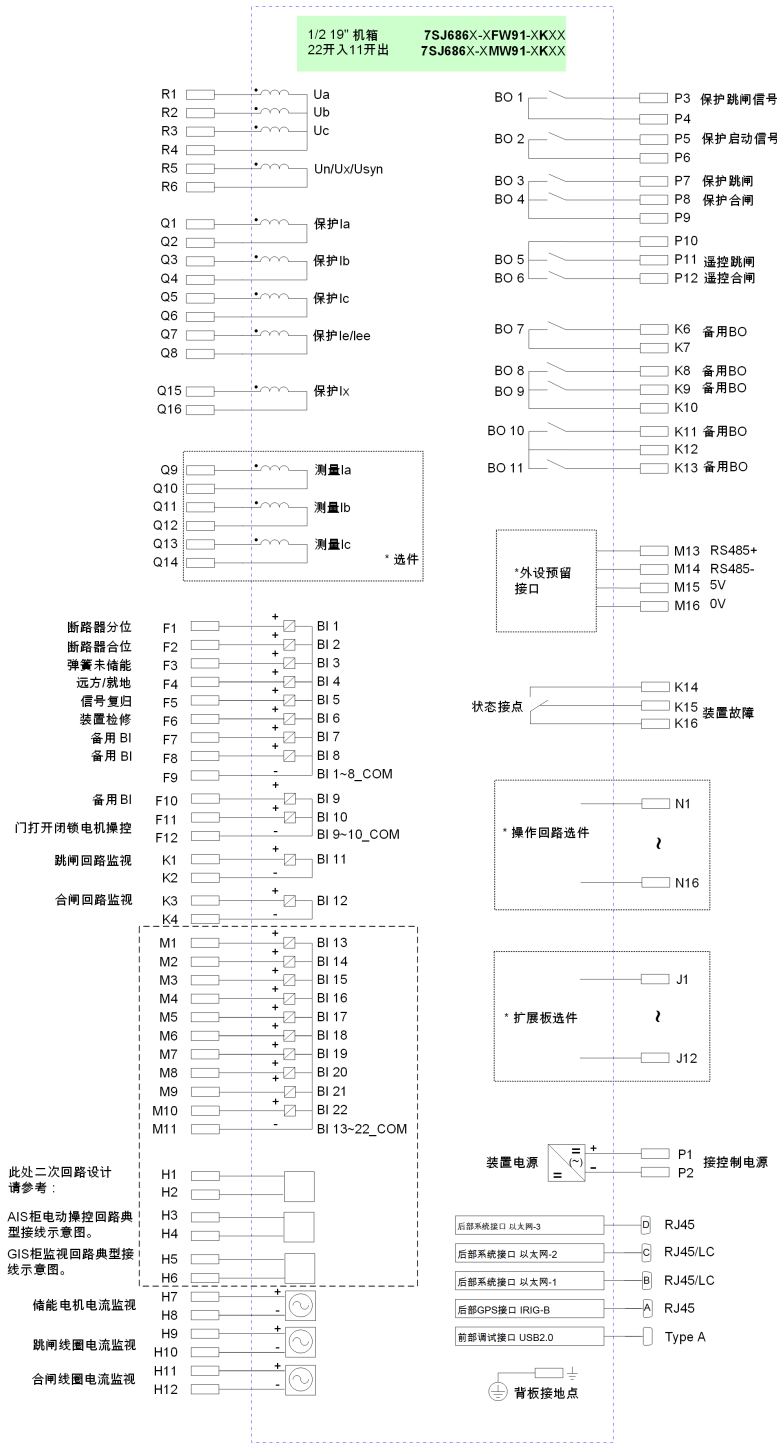 1/2 19" 机箱 7SJ686X-XFW91-XKXX
22开入11开出 7SJ686X-XMW91-XKXX
R1 Ua
R2 Ub
R3 Uc
R4
R5 Un/Ux/Usyn
R6
Q1 保护Ia
Q2
Q3 保护Ib
Q4
Q5 保护Ic
Q6
Q7 保护Ie/Iee
Q8
Q15 保护Ix
Q16
Q9 测量Ia
Q10
Q11 测量Ib
Q12
Q13 测量Ic
Q14 * 选件
断路器分位 F1 + BI 1
断路器合位 F2 + BI 2
弹簧未储能 F3 + BI 3
远方/就地 F4 + BI 4
信号复归 F5 + BI 5
装置检修 F6 + BI 6
备用 BI F7 + BI 7
备用 BI F8 + BI 8
F9 - BI 1~8_COM
备用BI F10 + BI 9
F11 + BI 10
门打开闭锁电机操控 F12 - BI 9~10_COM
跳闸回路监视 K1 + BI 11
K2 -
合闸回路监视 K3 + BI 12
K4 -
M1 + BI 13
M2 + BI 14
M3 + BI 15
M4 + BI 16
M5 + BI 17
M6 + BI 18
M7 + BI 19
M8 + BI 20
M9 + BI 21
M10 + BI 22
M11 - BI 13~22_COM
此处二次回路设计
请参考：
AIS柜电动操控回路典
型接线示意图。
GIS柜监视回路典型接
线示意图。
H1
H2
H3
H4
H5
H6
储能电机电流监视 H7 +
H8 -
跳闸线圈电流监视 H9 +
H10 -
合闸线圈电流监视 H11 +
H12 -
BO 1 P3 保护跳闸信号
P4
BO 2 P5 保护启动信号
P6
BO 3 P7 保护跳闸
BO 4 P8 保护合闸
P9
P10
BO 5 P11 遥控跳闸
BO 6 P12 遥控合闸
BO 7 K6 备用BO
K7
BO 8 K8 备用BO
BO 9 K9 备用BO
K10
BO 10 K11 备用BO
K12
BO 11 K13 备用BO
*外设预留
接口
M13 RS485+
M14 RS485-
M15 5V
M16 0V
K14
状态接点 K15 装置故障
K16
N1
* 操作回路选件 ~
N16
J1
* 扩展板选件 ~
J12
装置电源 = (~) = + P1 接控制电源
- P2
后部系统接口 以太网-3 D RJ45
后部系统接口 以太网-2 C RJ45/LC
后部系统接口 以太网-1 B RJ45/LC
后部GPS接口 IRIG-B A RJ45
前部调试接口 USB2.0 Type A
背板接地点